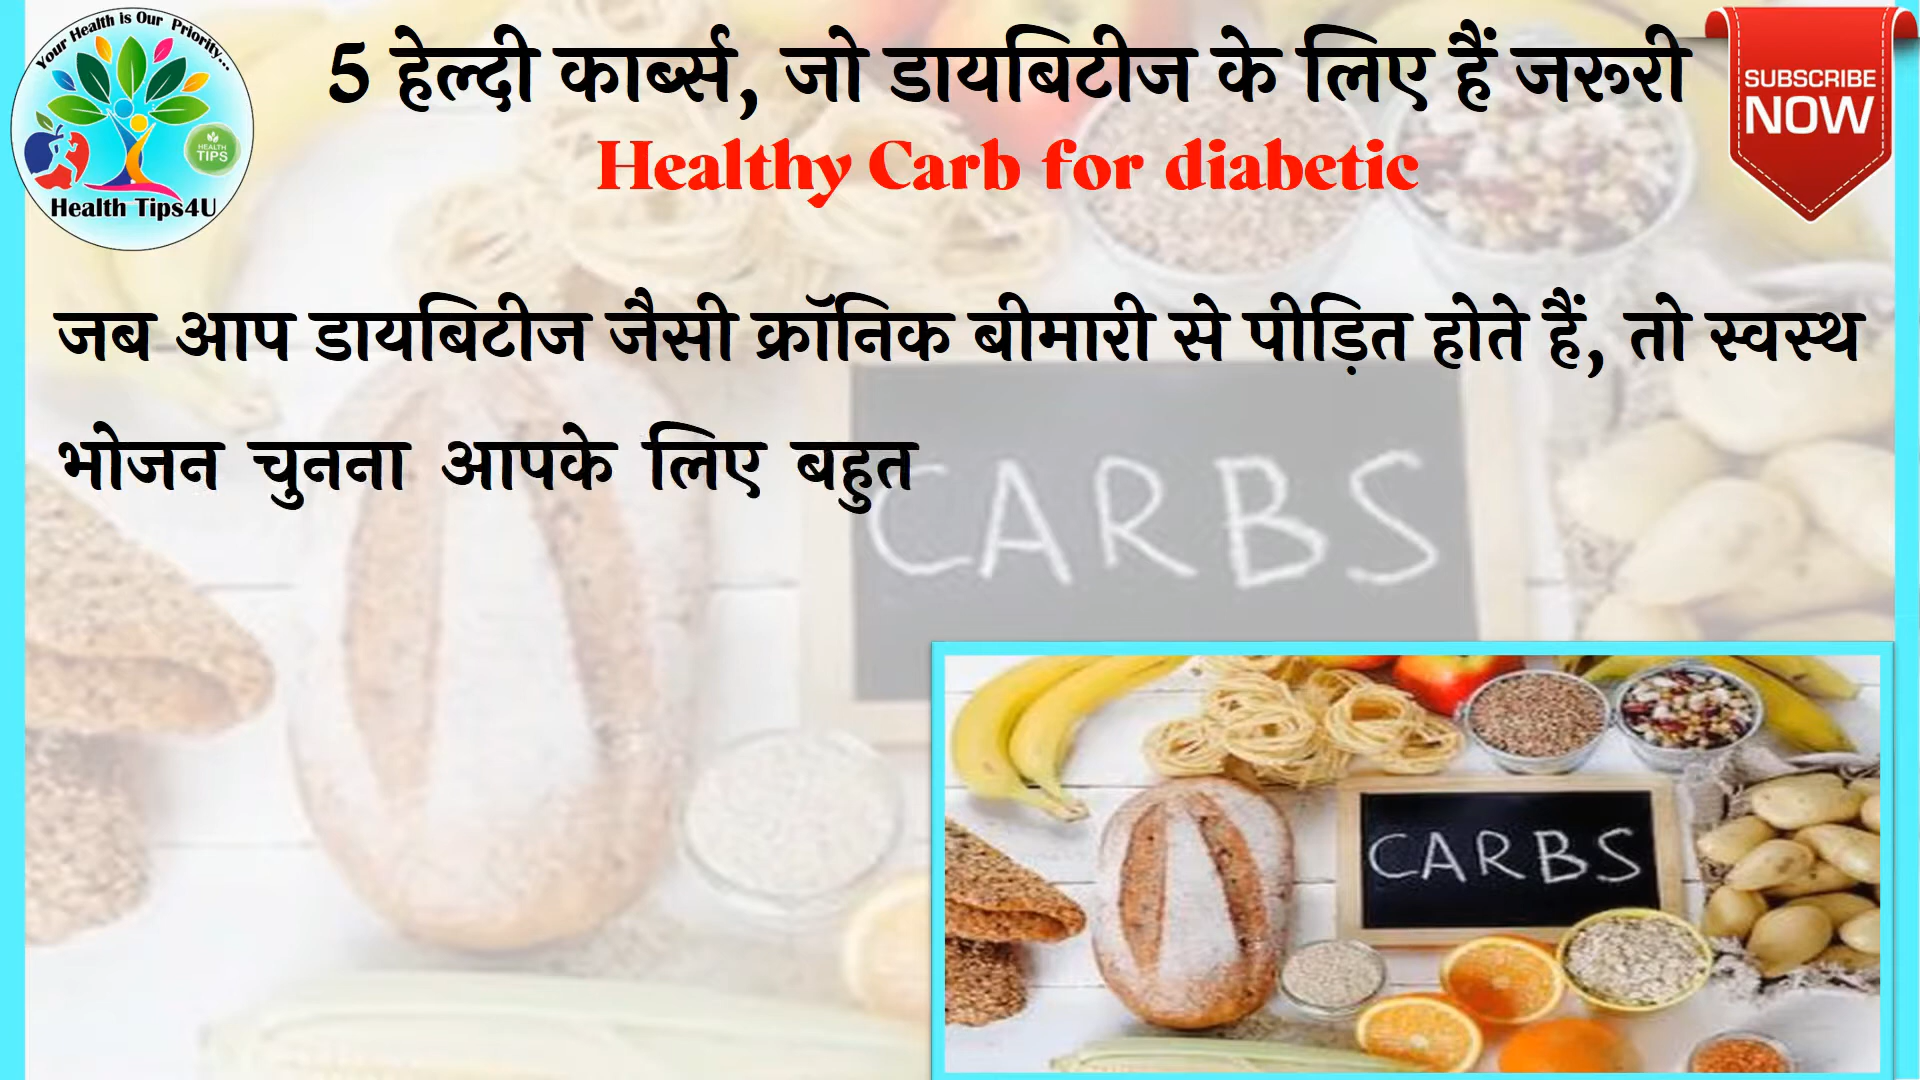 Your Health is Our Priority...
HEALTH
TIPS
Health Tips4U
5 हेल्दी कार्ब्स, जो डायबिटीज के लिए हैं जरूरी
Healthy Carb for diabetic
SUBSCRIBE
NOW
जब आप डायबिटीज जैसी क्रॉनिक बीमारी से पीड़ित होते हैं, तो स्वस्थ
भोजन चुनना आपके लिए बहुत
CARBS
CARBS